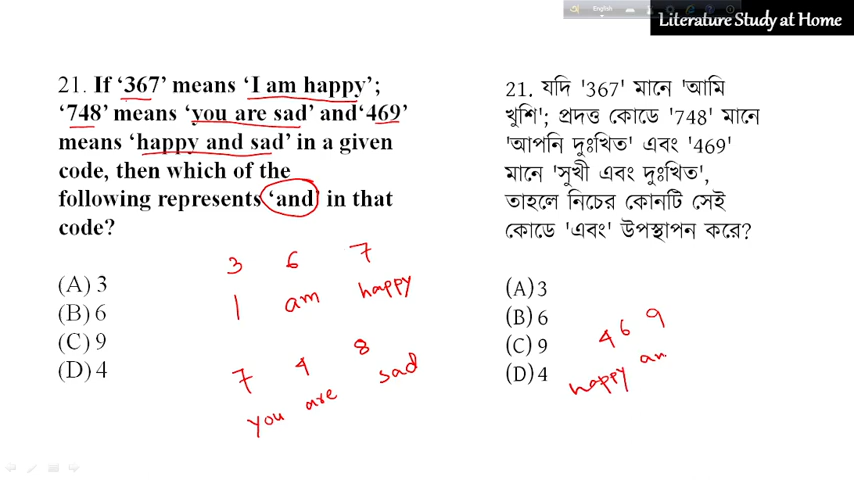 English
Literature Study at Home
21. If ‘367’ means ‘I am happy’;
‘748’ means ‘you are sad’ and‘469’
means ‘happy and sad’ in a given
code, then which of the
following represents ‘and’ in that
code?
(A) 3
(B) 6
(C) 9
(D) 4
3 6 7
I am happy
7 4 8
you are sad
21. যদি '367' মানে 'আমি
খুশি'; প্রদত্ত কোডে '748' মানে
'আপনি দুঃখিত' এবং '469'
মানে 'সুখী এবং দুঃখিত',
তাহলে নিচের কোনটি সেই
কোডে 'এবং' উপস্থাপন করে?
(A) 3
(B) 6
(C) 9
(D) 4
4 6 9
happy an